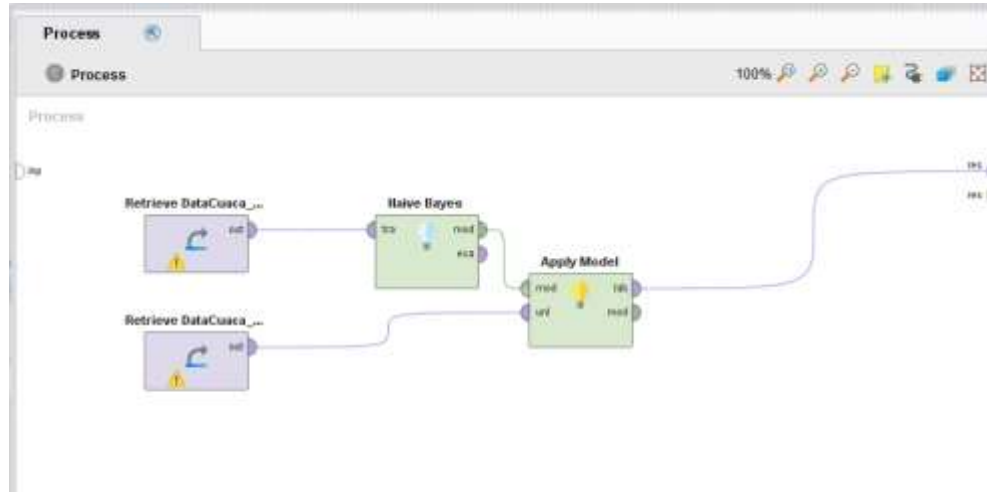 Process
Process
100%
Process
inp
res
res
Retrieve DataCuaca_...
out
Naive Bayes
tra
mod
exa
Apply Model
mod
lab
unl
mod
Retrieve DataCuaca_...
out